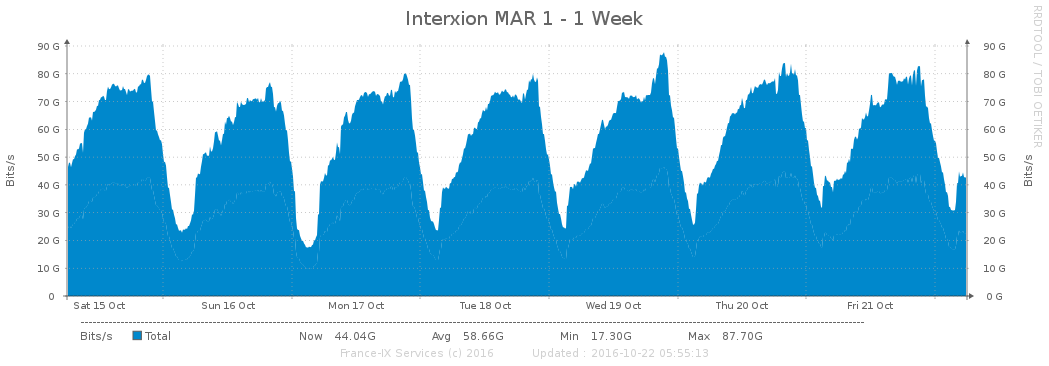 Interxion MAR 1 - 1 Week
RRDTOOL / TOBI OETIKER
Bits/s
90 G
80 G
70 G
60 G
50 G
40 G
30 G
20 G
10 G
0
90 G
80 G
70 G
60 G
50 G
40 G
30 G
20 G
10 G
0 G
Bits/s
Sat 15 Oct Sun 16 Oct Mon 17 Oct Tue 18 Oct Wed 19 Oct Thu 20 Oct Fri 21 Oct
Bits/s Total Now 44.04G Avg 58.66G Min 17.30G Max 87.70G
France-IX Services (c) 2016 Updated : 2016-10-22 05:55:13